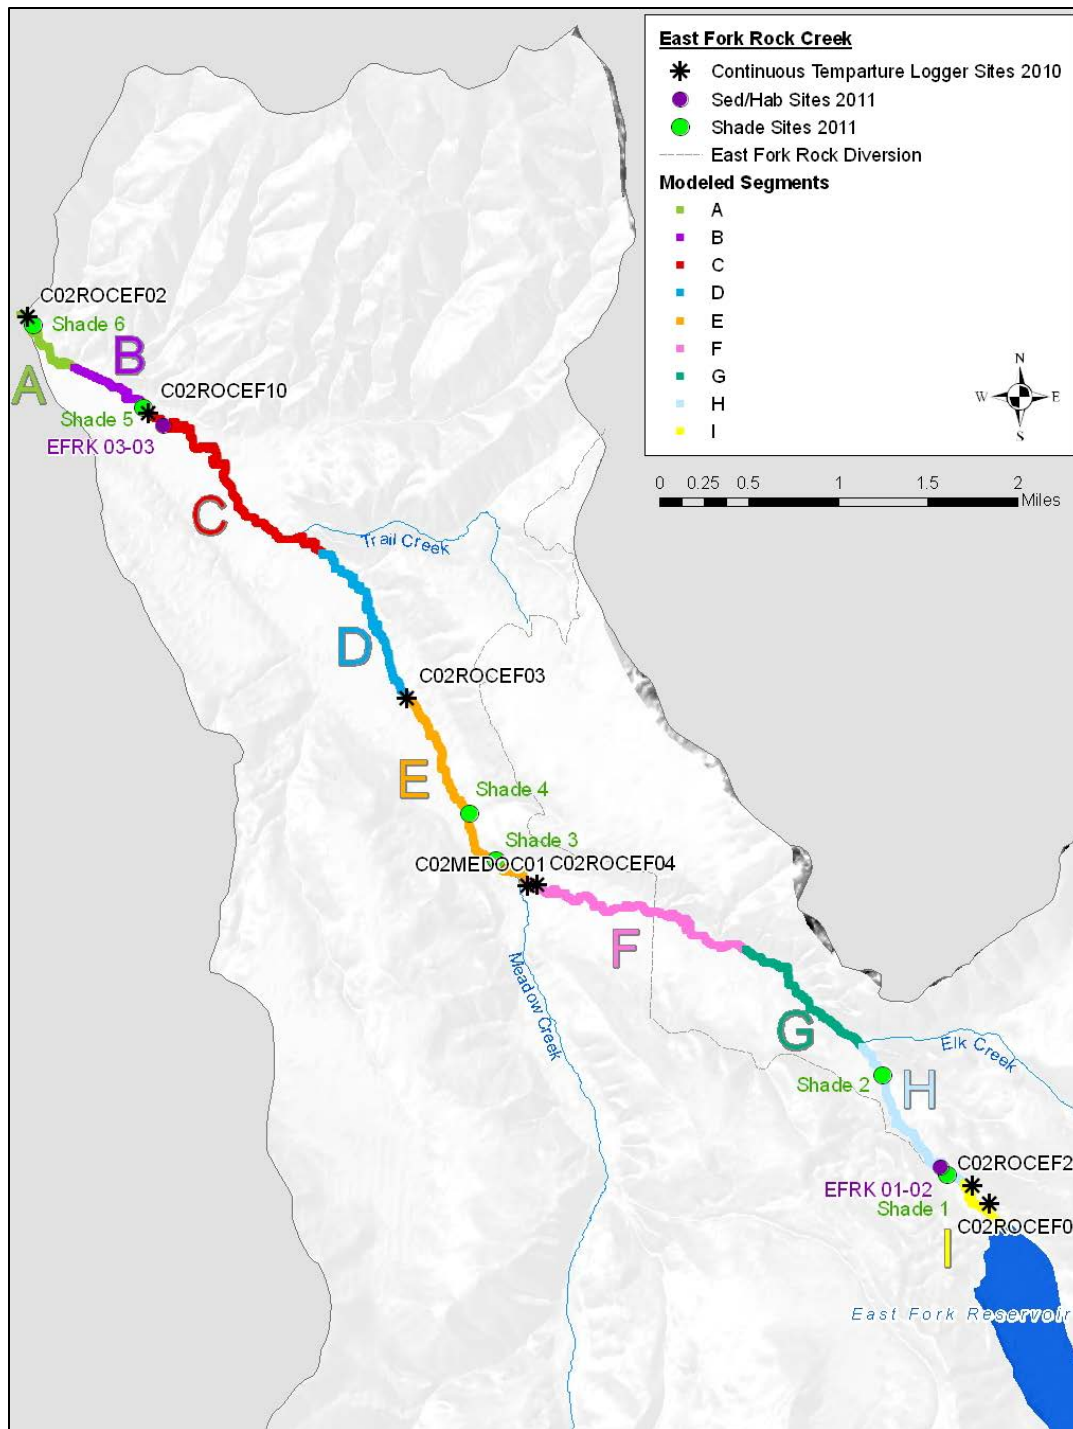 East Fork Rock Creek
Continuous Temparture Logger Sites 2010
Sed/Hab Sites 2011
Shade Sites 2011
East Fork Rock Diversion
Modeled Segments
A
B
C
D
E
F
G
H
I
N
W E
S
0 0.25 0.5 1 1.5 2
Miles
C02ROCEF02
Shade 6
B
A
C02ROCEF10
Shade 5
EFRK 03-03
C
Trail Creek
D
C02ROCEF03
E
Shade 4
Shade 3
C02MEDOC01 C02ROCEF04
F
Meadow Creek
G
Elk Creek
Shade 2
H
C02ROCEF2
EFRK 01-02
Shade 1
C02ROCEF0
I
East Fork Reservoir